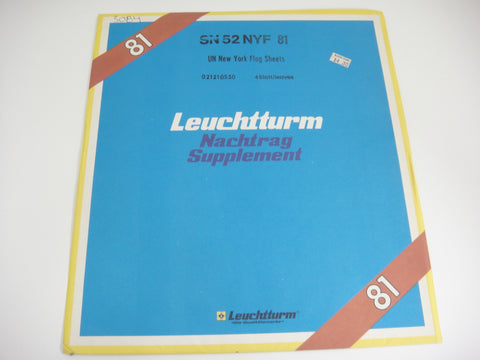 81
SN 52 NYF 81
UN New York Flag Sheets
Leuchtturm
Nachtrag
Supplement
81
Leuchtturm